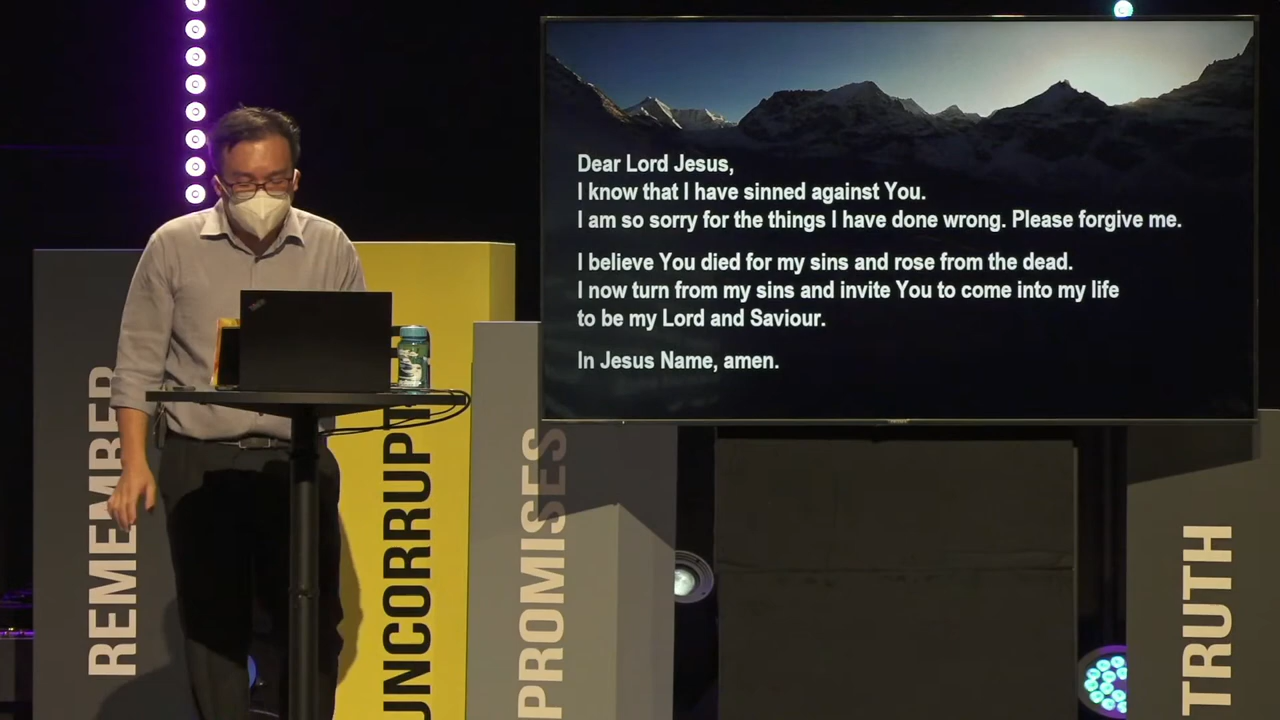 Dear Lord Jesus,
I know that I have sinned against You.
I am so sorry for the things I have done wrong. Please forgive me.
I believe You died for my sins and rose from the dead.
I now turn from my sins and invite You to come into my life
to be my Lord and Saviour.
In Jesus Name, amen.
REMEMBER
UNCORRUPT
PROMISES
TRUTH